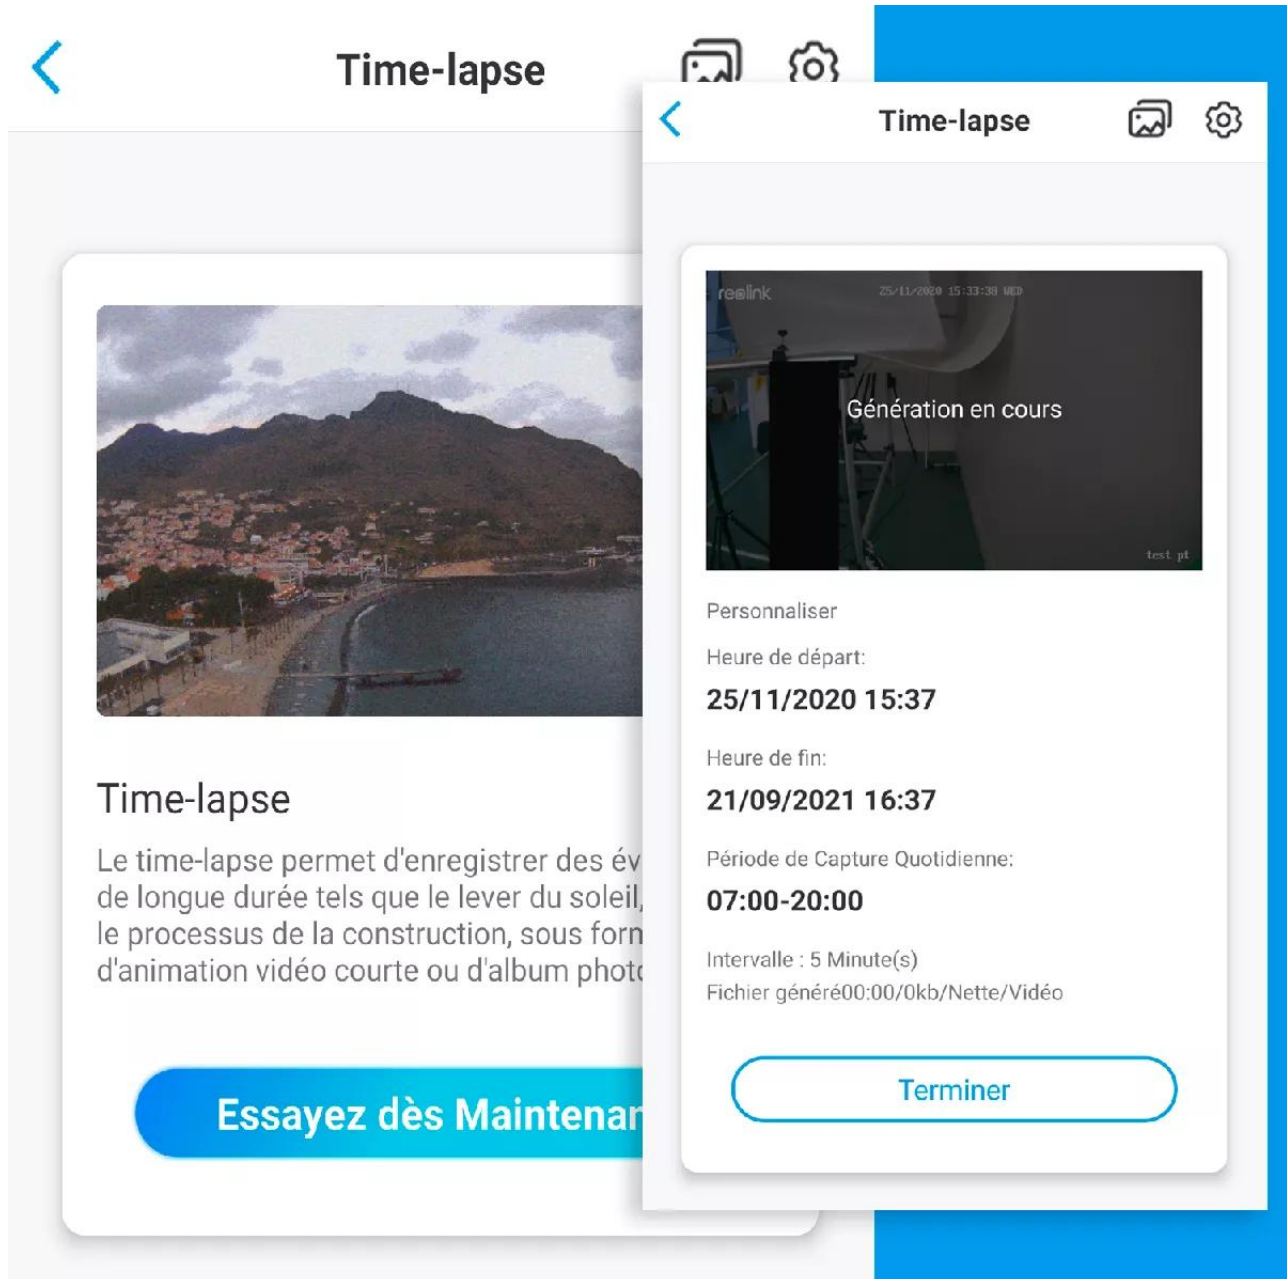 Time-lapse
Time-lapse
Le time-lapse permet d'enregistrer des év
de longue durée tels que le lever du soleil,
le processus de la construction, sous form
d'animation vidéo courte ou d'album photo
Essayez dès Maintenan
Time-lapse
reolink
25/11/2020 15:33:38 WED
Génération en cours
test pt
Personnaliser
Heure de départ:
25/11/2020 15:37
Heure de fin:
21/09/2021 16:37
Période de Capture Quotidienne:
07:00-20:00
Intervalle : 5 Minute(s)
Fichier généré00:00/0kb/Nette/Vidéo
Terminer